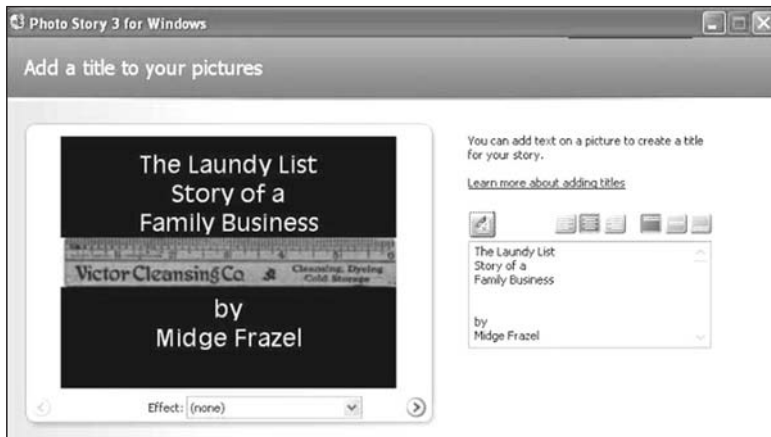 Photo Story 3 for Windows
Add a title to your pictures
The Laundy List
Story of a
Family Business
Victor Cleansing Co.
Cleansing, Dyeing
Cold Storage
by
Midge Frazel
Effect: (none)
You can add text on a picture to create a title
for your story.
Learn more about adding titles
The Laundy List
Story of a
Family Business
by
Midge Frazel